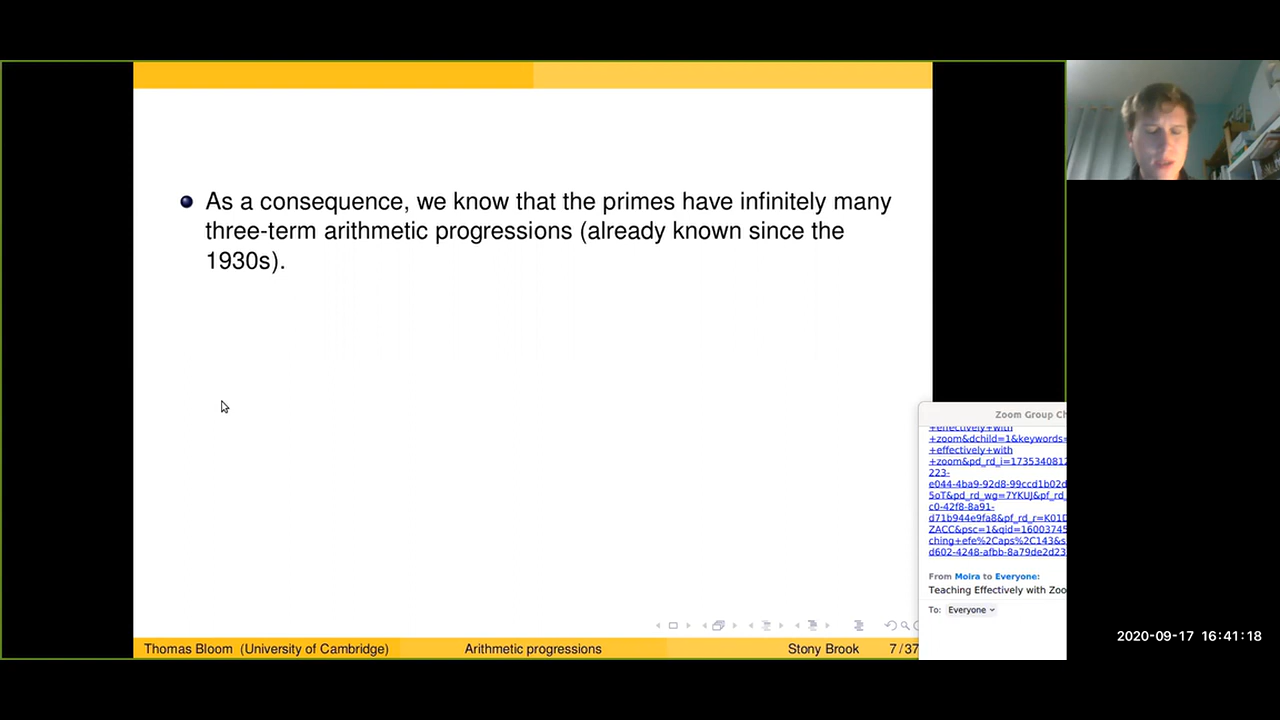 As a consequence, we know that the primes have infinitely many
three-term arithmetic progressions (already known since the
1930s).
Thomas Bloom (University of Cambridge)
Arithmetic progressions
Stony Brook
7 / 37
Zoom Group Ch
+effectively+with
+zoom&dchild=1&keywords=
+effectively+with
+zoom&pd_rd_i=1735340812
223-
e044-4ba9-92d8-99ccd1b02d
5oT&pd_rd_wg=7YKUJ&pf_rd_
c0-42f8-8a91-
d71b944e9fa8&pf_rd_r=K01D
ZACC&psc=1&qid=16003745
ching+efe%2Caps%2C143&s
d602-4248-afbb-8a79de2d23
From Moira to Everyone:
Teaching Effectively with Zoo
To: Everyone
2020-09-17 16:41:18